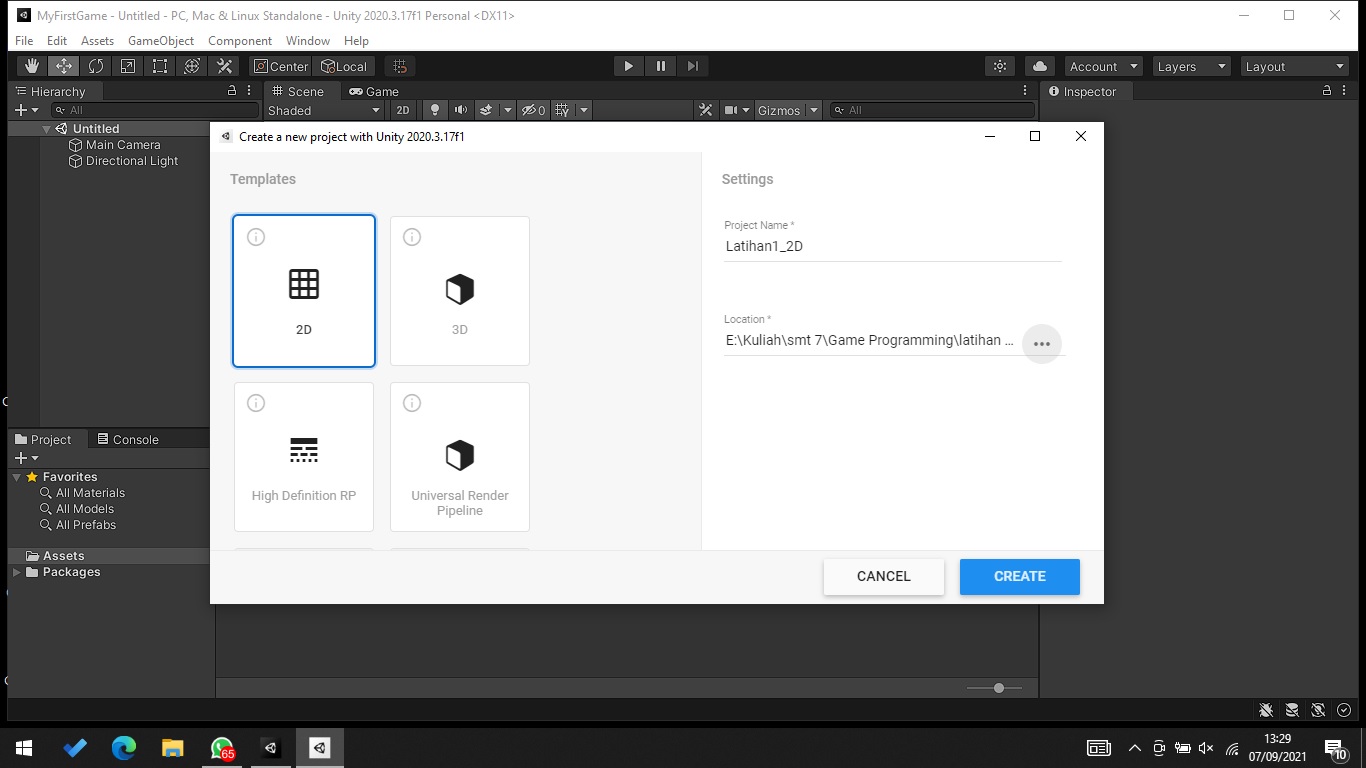 MyFirstGame - Untitled - PC, Mac & Linux Standalone - Unity 2020.3.17f1 Personal <DX11>
File Edit Assets GameObject Component Window Help
Center Local Account Layers Layout
Hierarchy Scene Game Inspector
All Shaded 2D 0 Gizmos All
Untitled
Main Camera
Directional Light
Create a new project with Unity 2020.3.17f1
Templates
2D
3D
High Definition RP
Universal Render
Pipeline
Settings
Project Name *
Latihan1_2D
Location *
E:\Kuliah\smt 7\Game Programming\latihan ...
CANCEL CREATE
Project Console
Favorites
All Materials
All Models
All Prefabs
Assets
Packages
65
13:29
07/09/2021
10